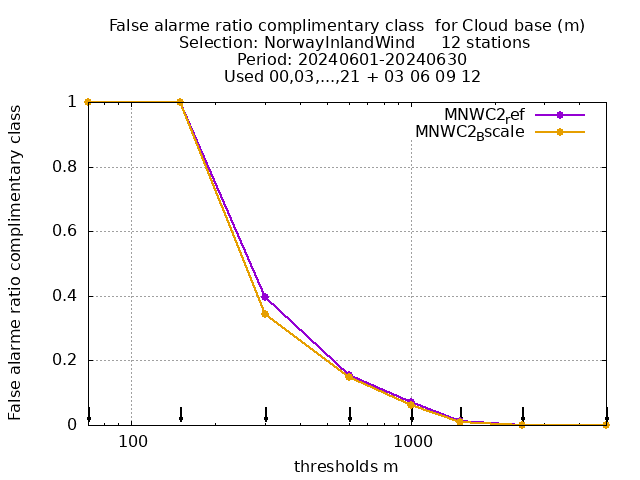 False alarme ratio complimentary class  for Cloud base (m)
Selection: NorwayInlandWind     12 stations
Period: 20240601-20240630
Used 00,03,...,21 + 03 06 09 12
False alarme ratio complimentary class
MNWC2ref
MNWC2Bscale
1
0.8
0.6
0.4
0.2
0
100
1000
thresholds m